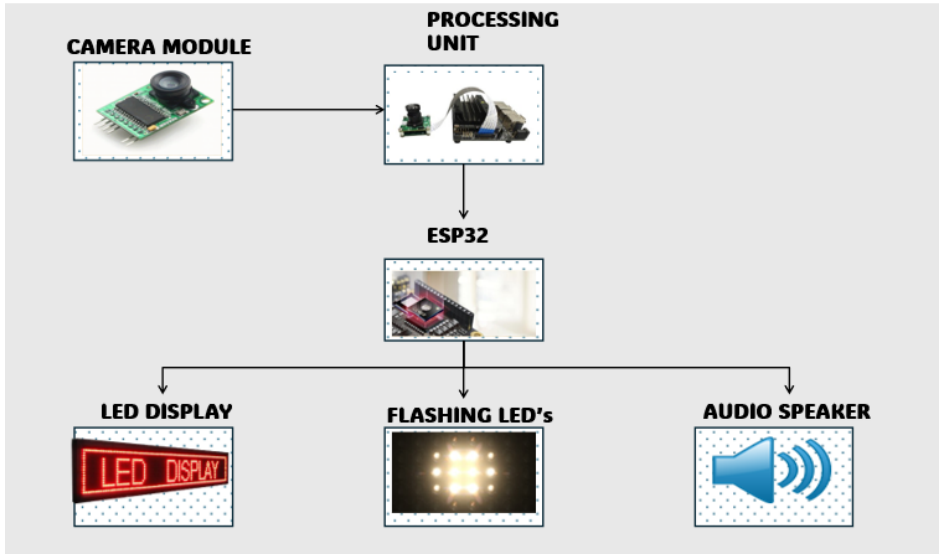 CAMERA MODULE
PROCESSING
UNIT
ESP32
LED DISPLAY
FLASHING LED's
AUDIO SPEAKER
LED DISPLAY